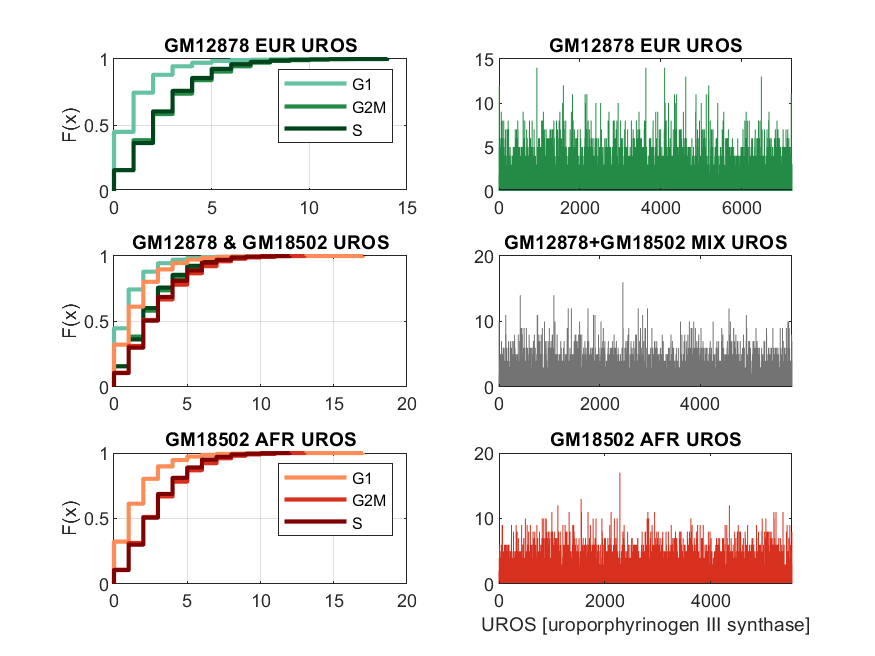 GM12878 EUR UROS
F(x)
1
0.5
0
0 5 10 15
G1
G2M
S
GM12878 EUR UROS
15
10
5
0
0 2000 4000 6000
GM12878 & GM18502 UROS
F(x)
1
0.5
0
0 5 10 15 20
GM12878+GM18502 MIX UROS
20
10
0
0 2000 4000
GM18502 AFR UROS
F(x)
1
0.5
0
0 5 10 15 20
G1
G2M
S
GM18502 AFR UROS
20
10
0
0 2000 4000
UROS [uroporphyrinogen III synthase]